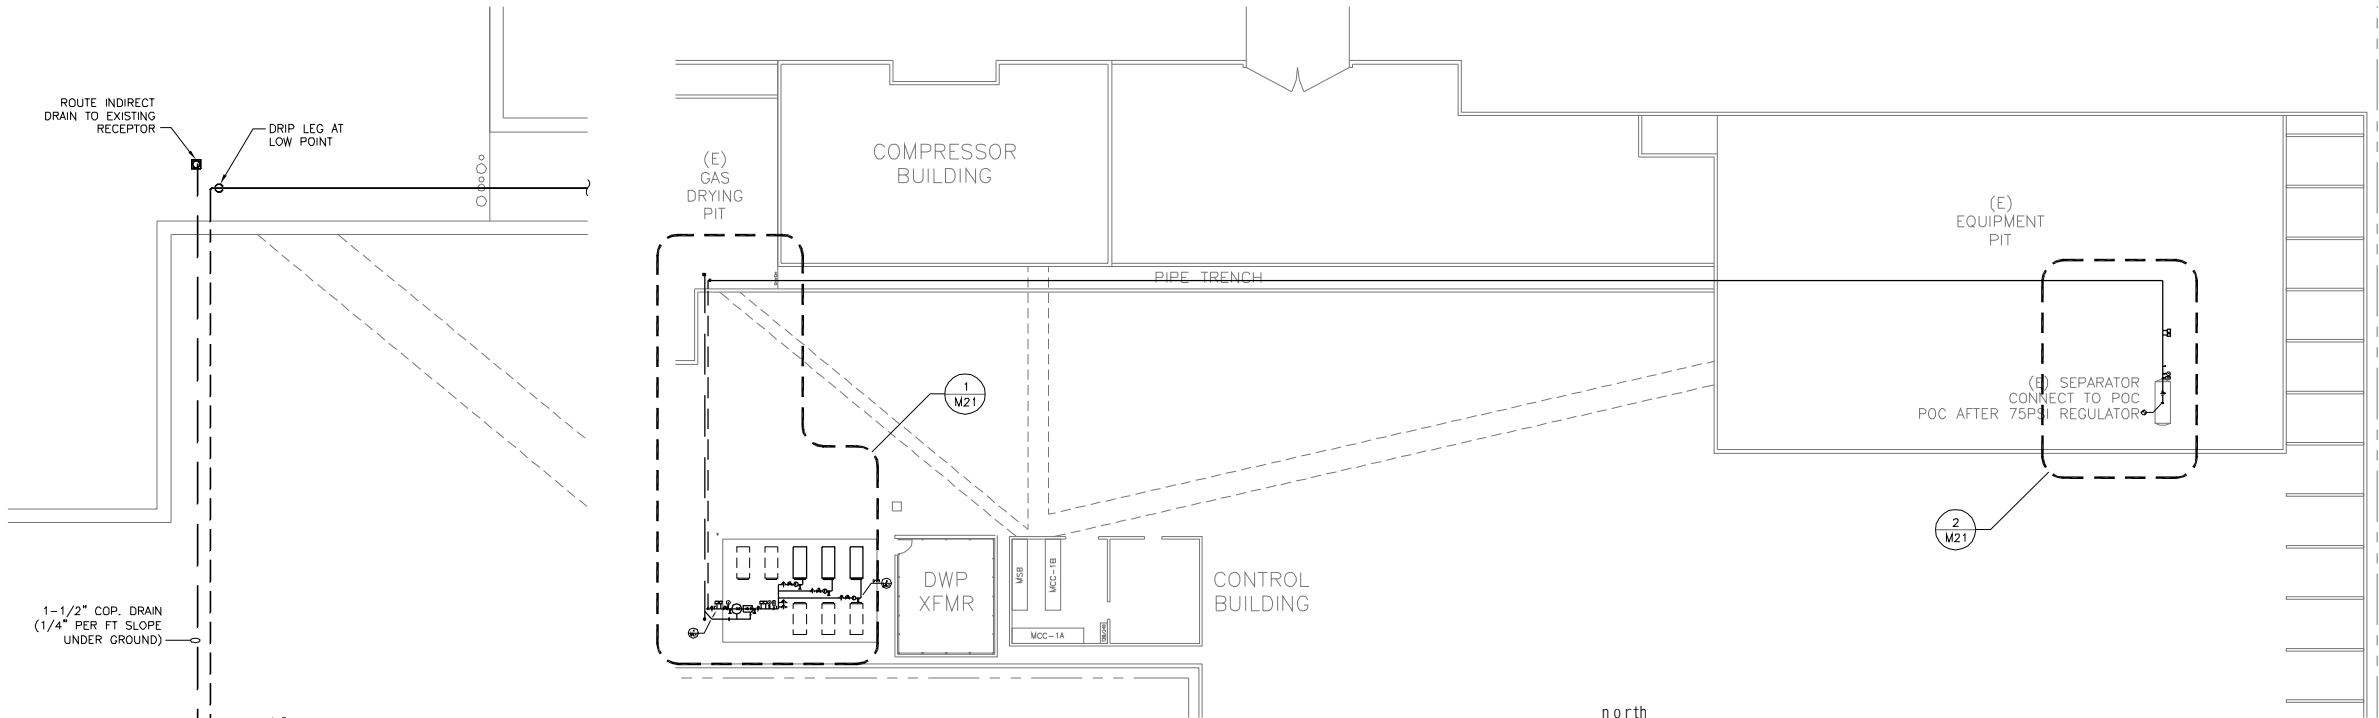 ROUTE INDIRECT
DRAIN TO EXISTING
RECEPTOR
DRIP LEG AT
LOW POINT
1-1/2" COP. DRAIN
(1/4" PER FT SLOPE
UNDER GROUND)
(E)
GAS
DRYING
PIT
COMPRESSOR
BUILDING
PIPE TRENCH
(E)
EQUIPMENT
PIT
1
M21
(E) SEPARATOR
CONNECT TO POC
POC AFTER 75PSI REGULATOR
2
M21
DWP
XFMR
MSB
MCC-1B
MCC-1A
CONTROL
BUILDING
north